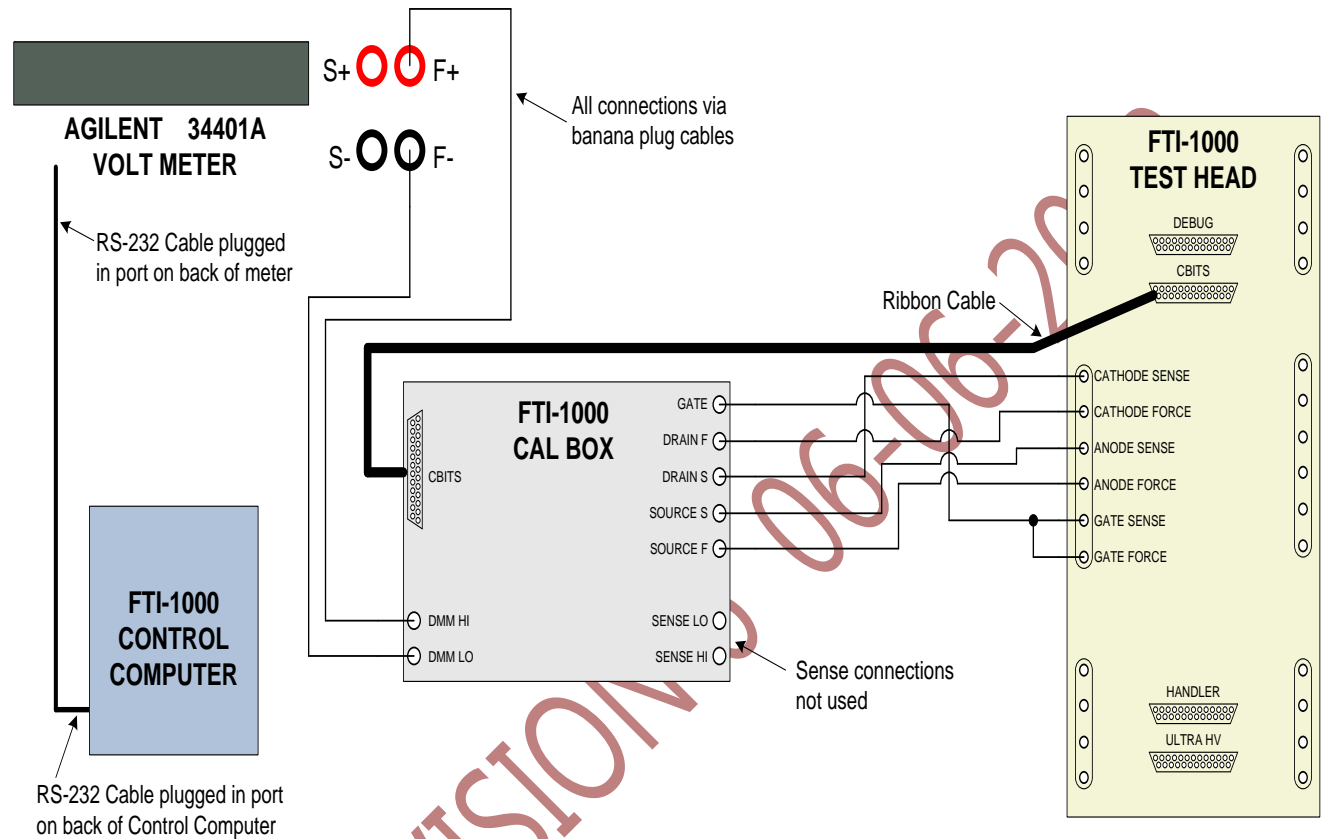 S+
F+
S-
F-
AGILENT 34401A
VOLT METER
All connections via
banana plug cables
RS-232 Cable plugged
in port on back of meter
FTI-1000
TEST HEAD
DEBUG
CBITS
Ribbon Cable
CATHODE SENSE
CATHODE FORCE
ANODE SENSE
ANODE FORCE
GATE SENSE
GATE FORCE
HANDLER
ULTRA HV
FTI-1000
CAL BOX
CBITS
GATE
DRAIN F
DRAIN S
SOURCE S
SOURCE F
DMM HI
DMM LO
SENSE LO
SENSE HI
Sense connections
not used
FTI-1000
CONTROL
COMPUTER
RS-232 Cable plugged in port
on back of Control Computer